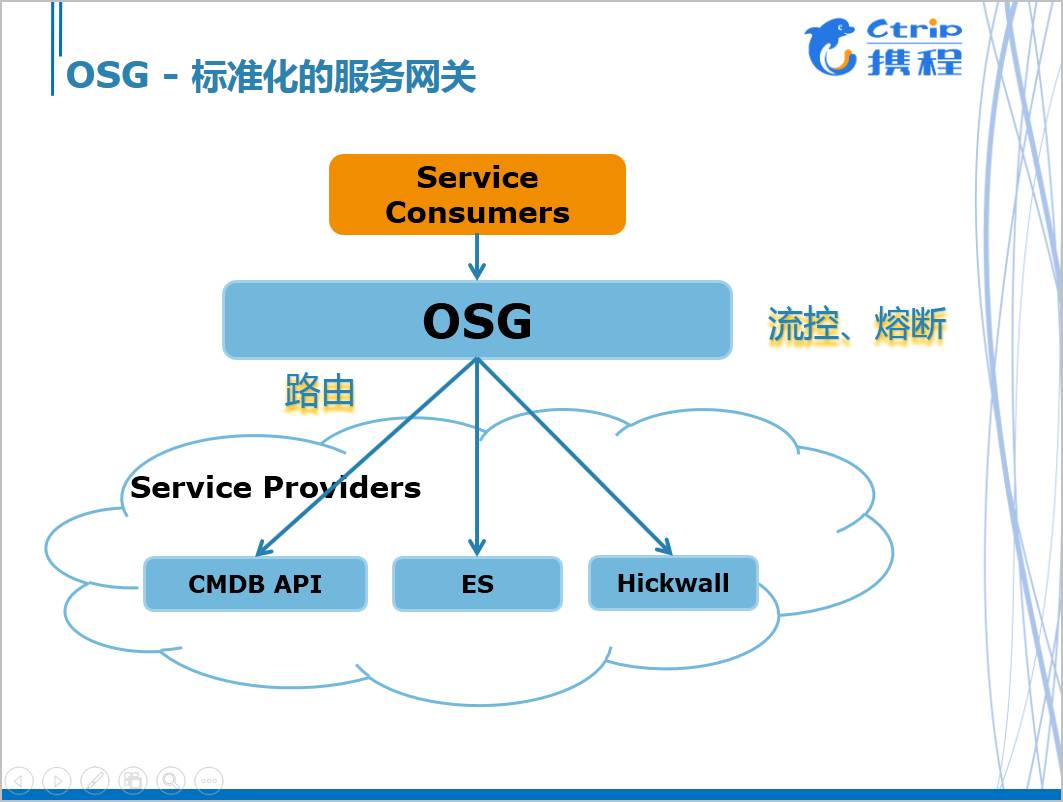 Ctrip
携程
OSG – 标准化的服务网关
Service
Consumers
OSG
流控、熔断
路由
Service Providers
CMDB API
ES
Hickwall